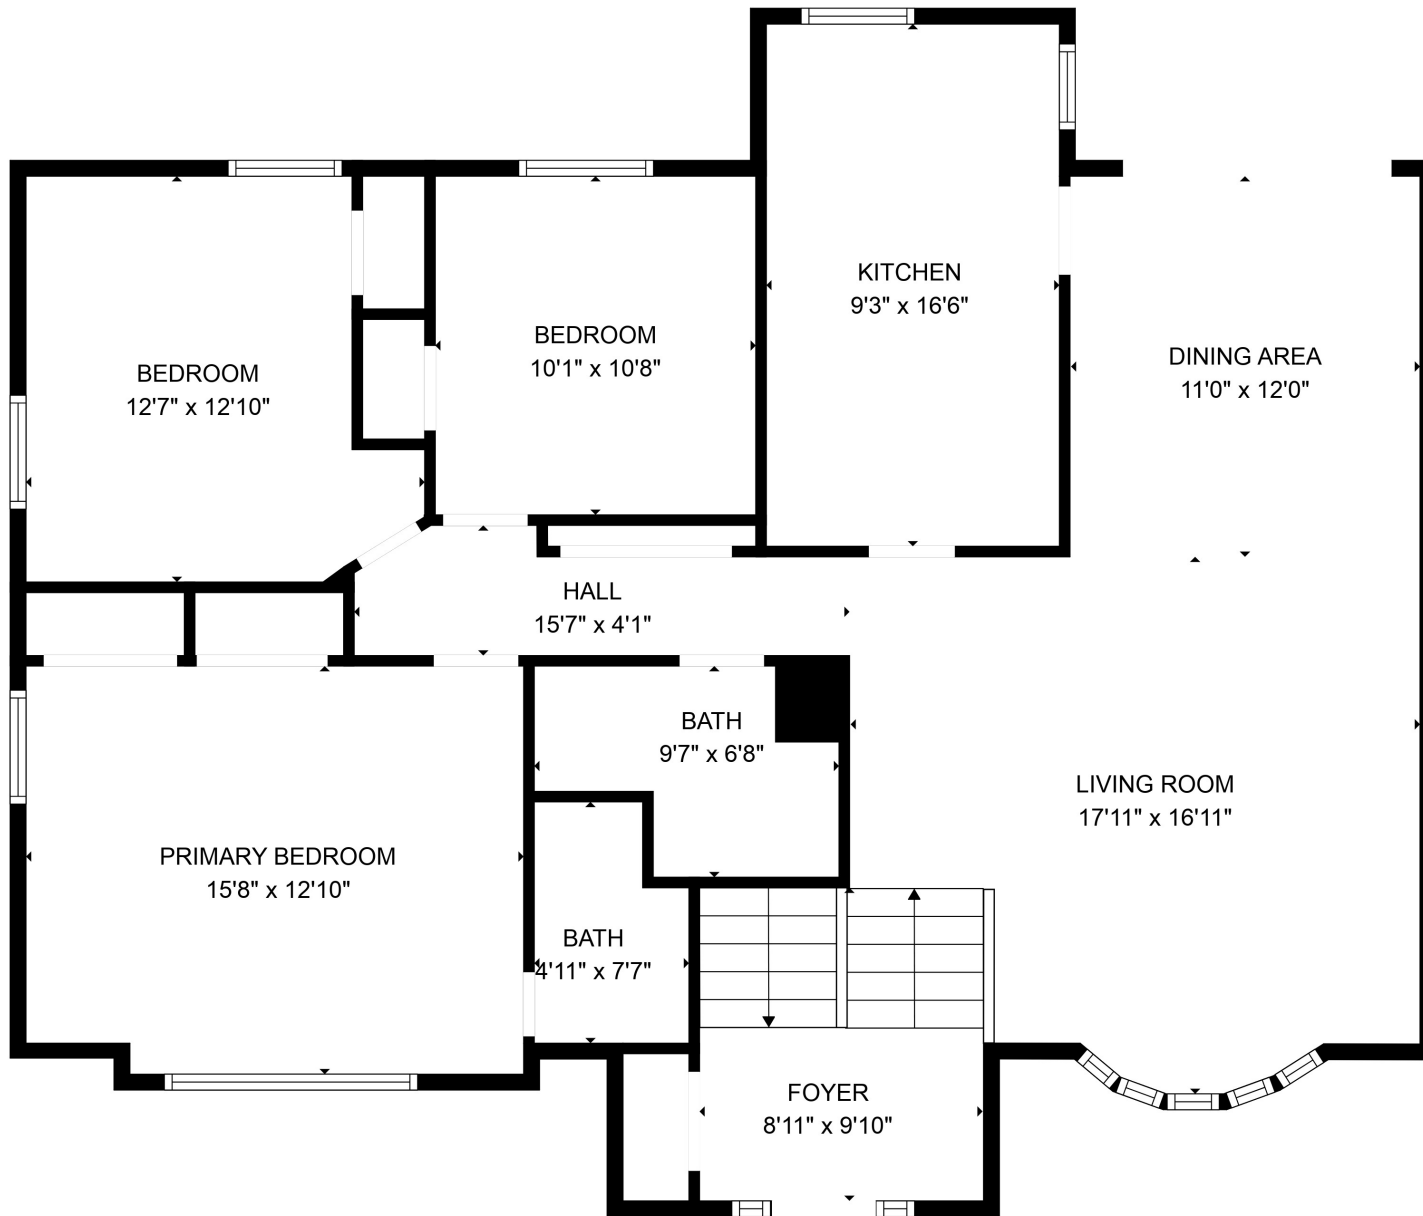 KITCHEN
9'3" x 16'6"
BEDROOM
10'1" x 10'8"
DINING AREA
11'0" x 12'0"
BEDROOM
12'7" x 12'10"
HALL
15'7" x 4'1"
BATH
9'7" x 6'8"
LIVING ROOM
17'11" x 16'11"
PRIMARY BEDROOM
15'8" x 12'10"
BATH
4'11" x 7'7"
FOYER
8'11" x 9'10"